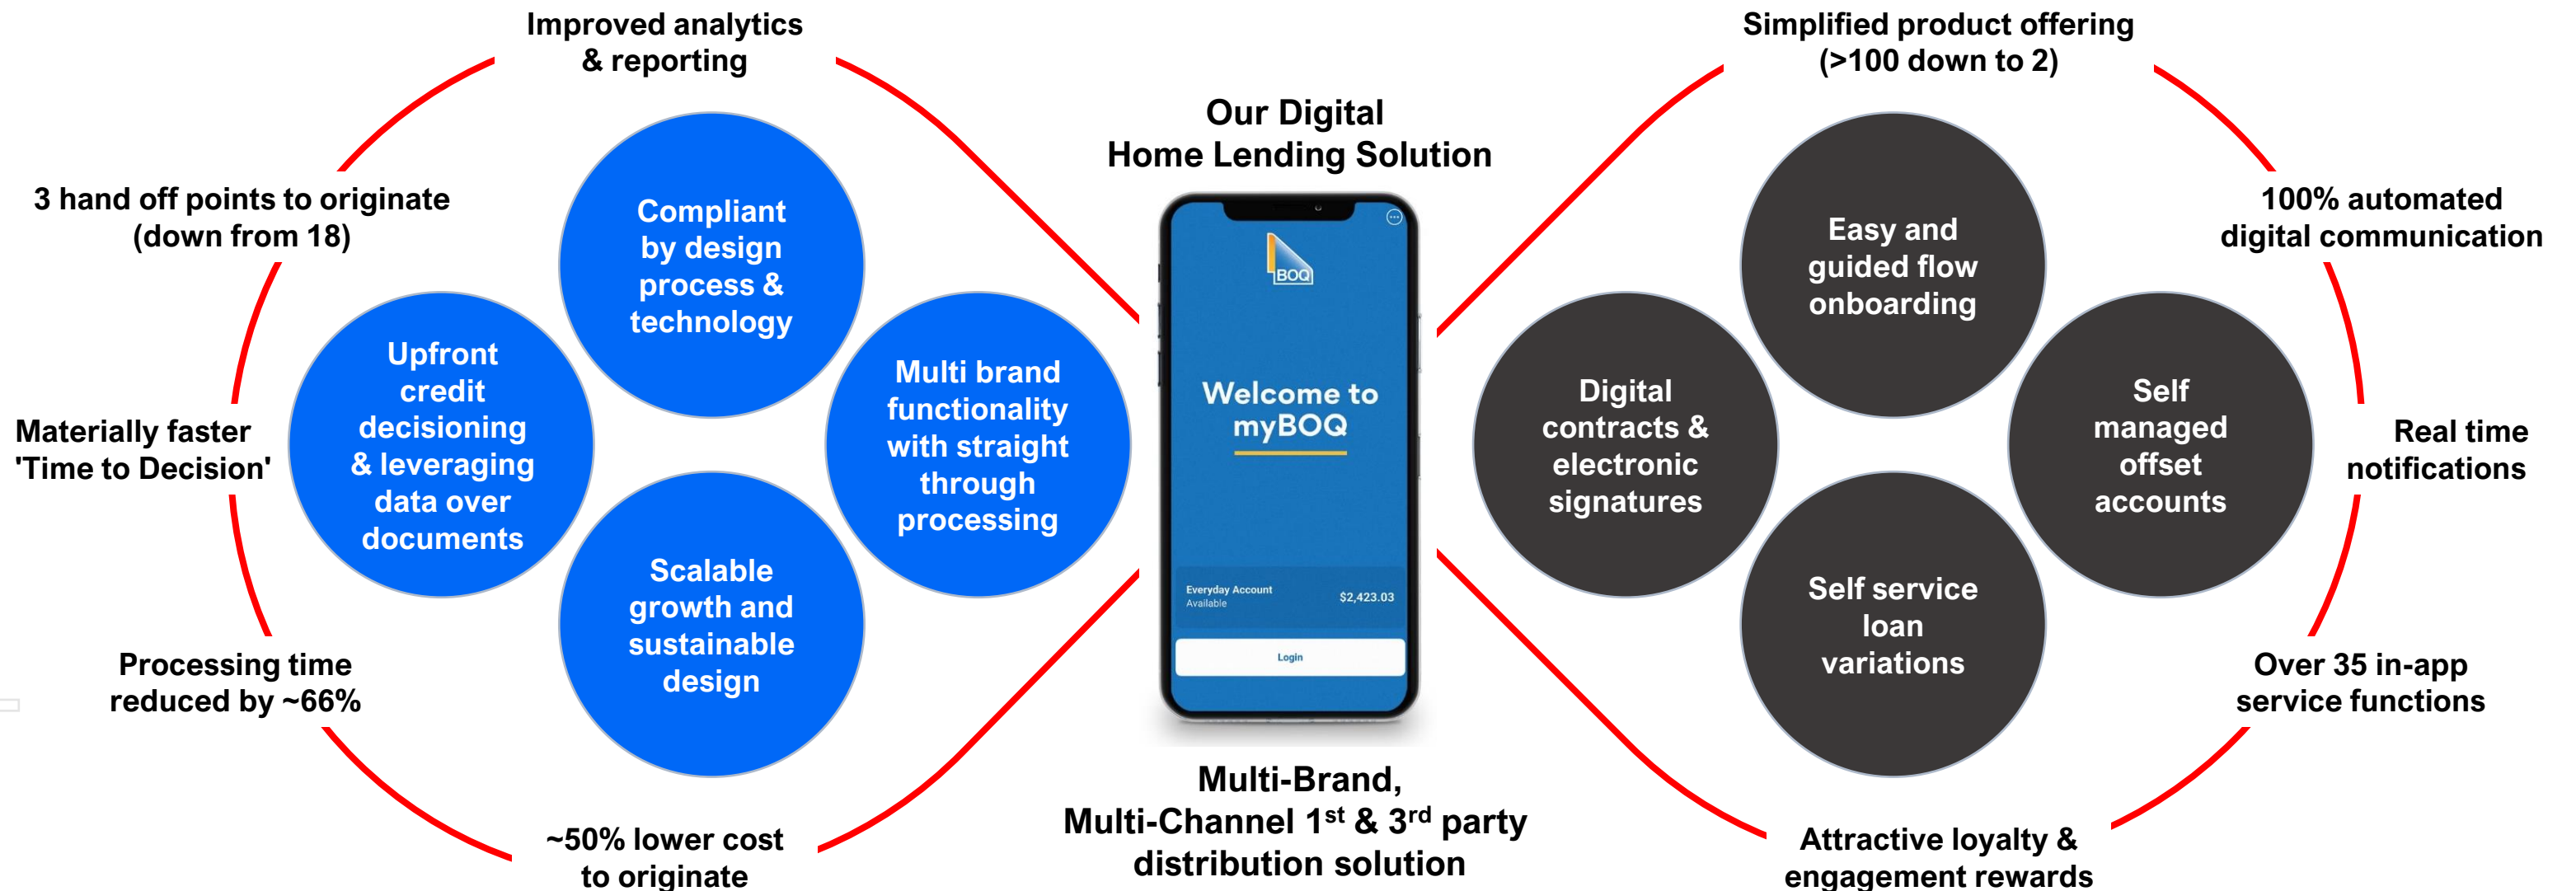 Improved analytics
& reporting
3 hand off points to originate
(down from 18)
Materially faster
'Time to Decision'
Processing time
reduced by ~66%
~50% lower cost
to originate
Compliant
by design
process &
technology
Upfront
credit
decisioning
& leveraging
data over
documents
Multi brand
functionality
with straight
through
processing
Scalable
growth and
sustainable
design
Our Digital
Home Lending Solution
BOQ
Welcome to
myBOQ
Everyday Account
Available
$2,423.03
Login
Multi-Brand,
Multi-Channel 1st & 3rd party
distribution solution
Simplified product offering
(>100 down to 2)
100% automated
digital communication
Real time
notifications
Over 35 in-app
service functions
Attractive loyalty &
engagement rewards
Easy and
guided flow
onboarding
Digital
contracts &
electronic
signatures
Self
managed
offset
accounts
Self service
loan
variations